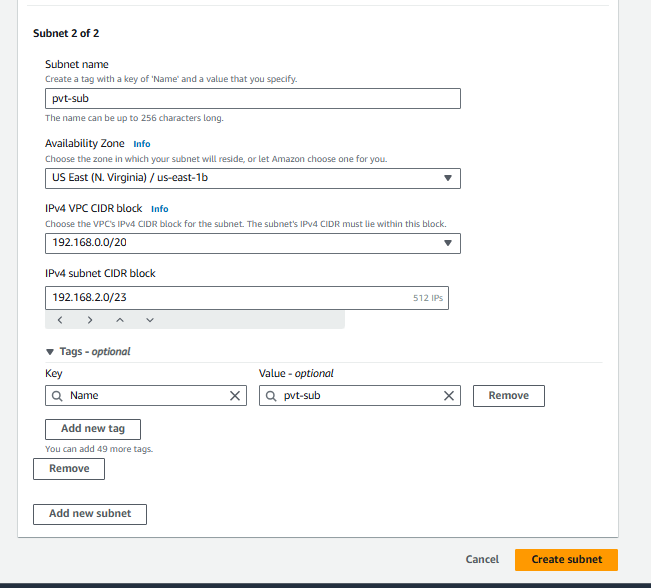 Subnet 2 of 2
Subnet name
Create a tag with a key of 'Name' and a value that you specify.
pvt-sub
The name can be up to 256 characters long.
Availability Zone Info
Choose the zone in which your subnet will reside, or let Amazon choose one for you.
US East (N. Virginia) / us-east-1b
IPv4 VPC CIDR block Info
Choose the VPC's IPv4 CIDR block for the subnet. The subnet's IPv4 CIDR must lie within this block.
192.168.0.0/20
IPv4 subnet CIDR block
192.168.2.0/23 512 IPs
Tags - optional
Key Value - optional
Name pvt-sub Remove
Add new tag
You can add 49 more tags.
Remove
Add new subnet
Cancel Create subnet